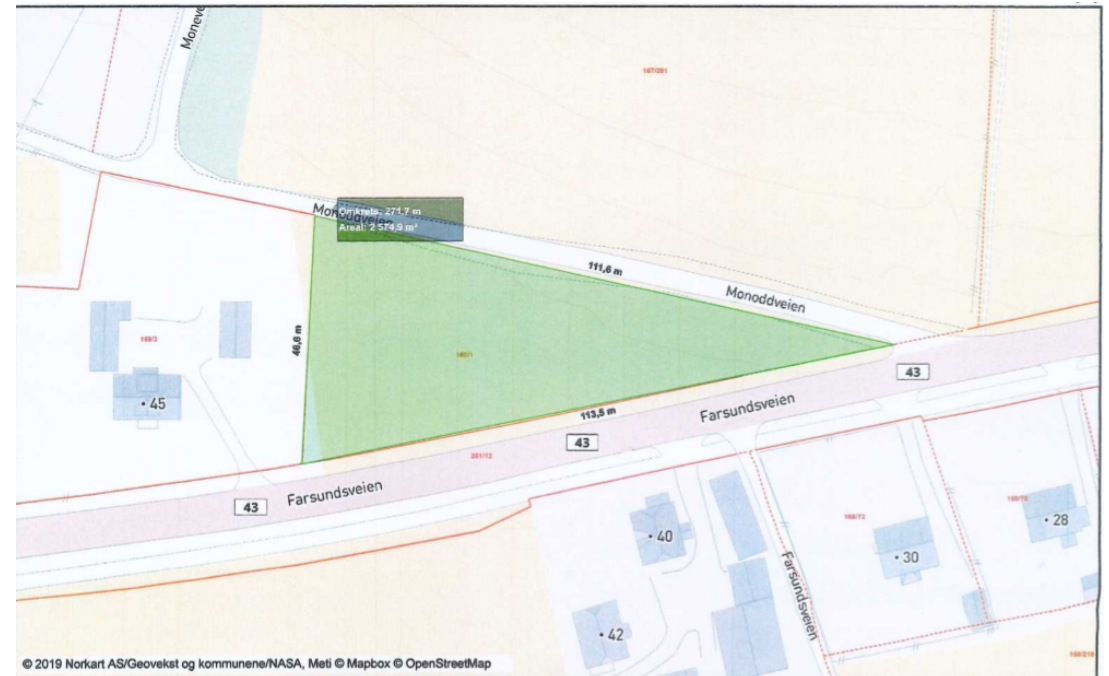 Moneve
167/281
Monoddveien
Omkrets: 271,7 m
Areal: 2 574,9 m²
111,6 m
Monoddveien
46,6 m
168/3
45
43
113,5 m
43
Farsundsveien
43
Farsundsveien
40
28
30
Farsundsveien
42
© 2019 Norkart AS/Geovekst og kommunene/NASA, Meti © Mapbox © OpenStreetMap